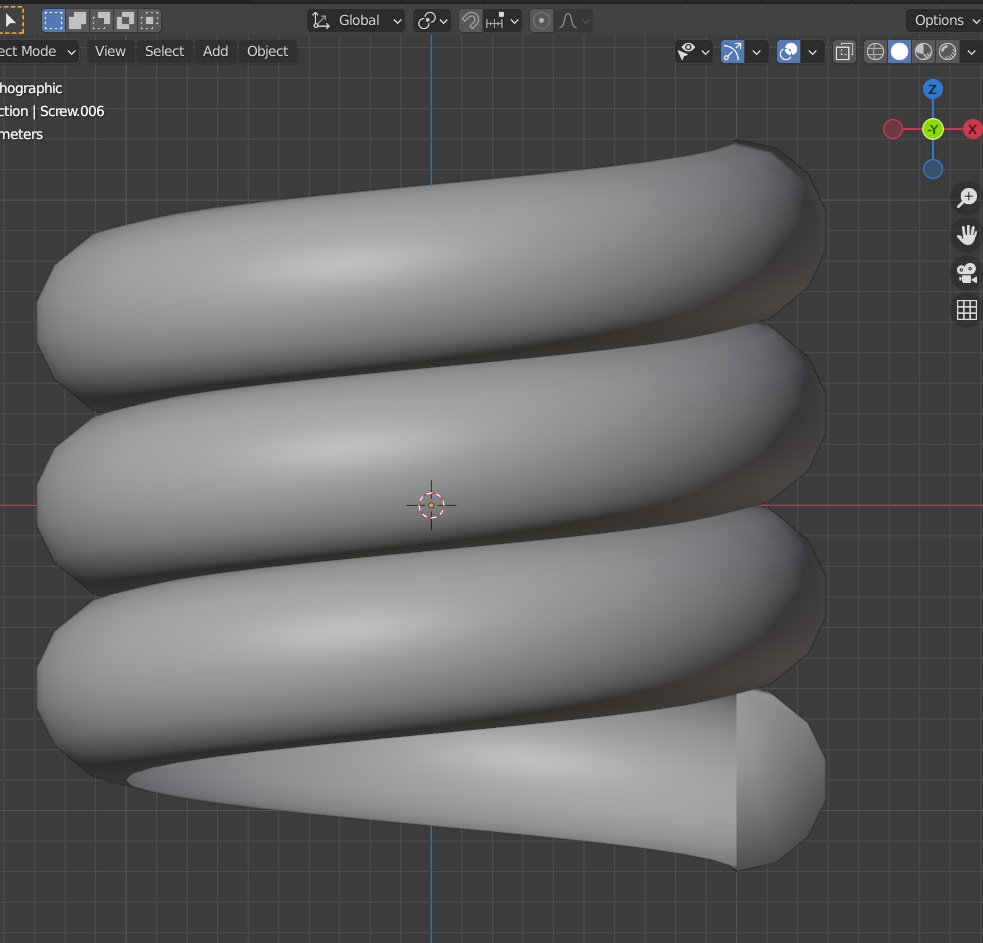 Global
Options
ect Mode
View
Select
Add
Object
hographic
ction | Screw.006
meters
Z
-Y
X